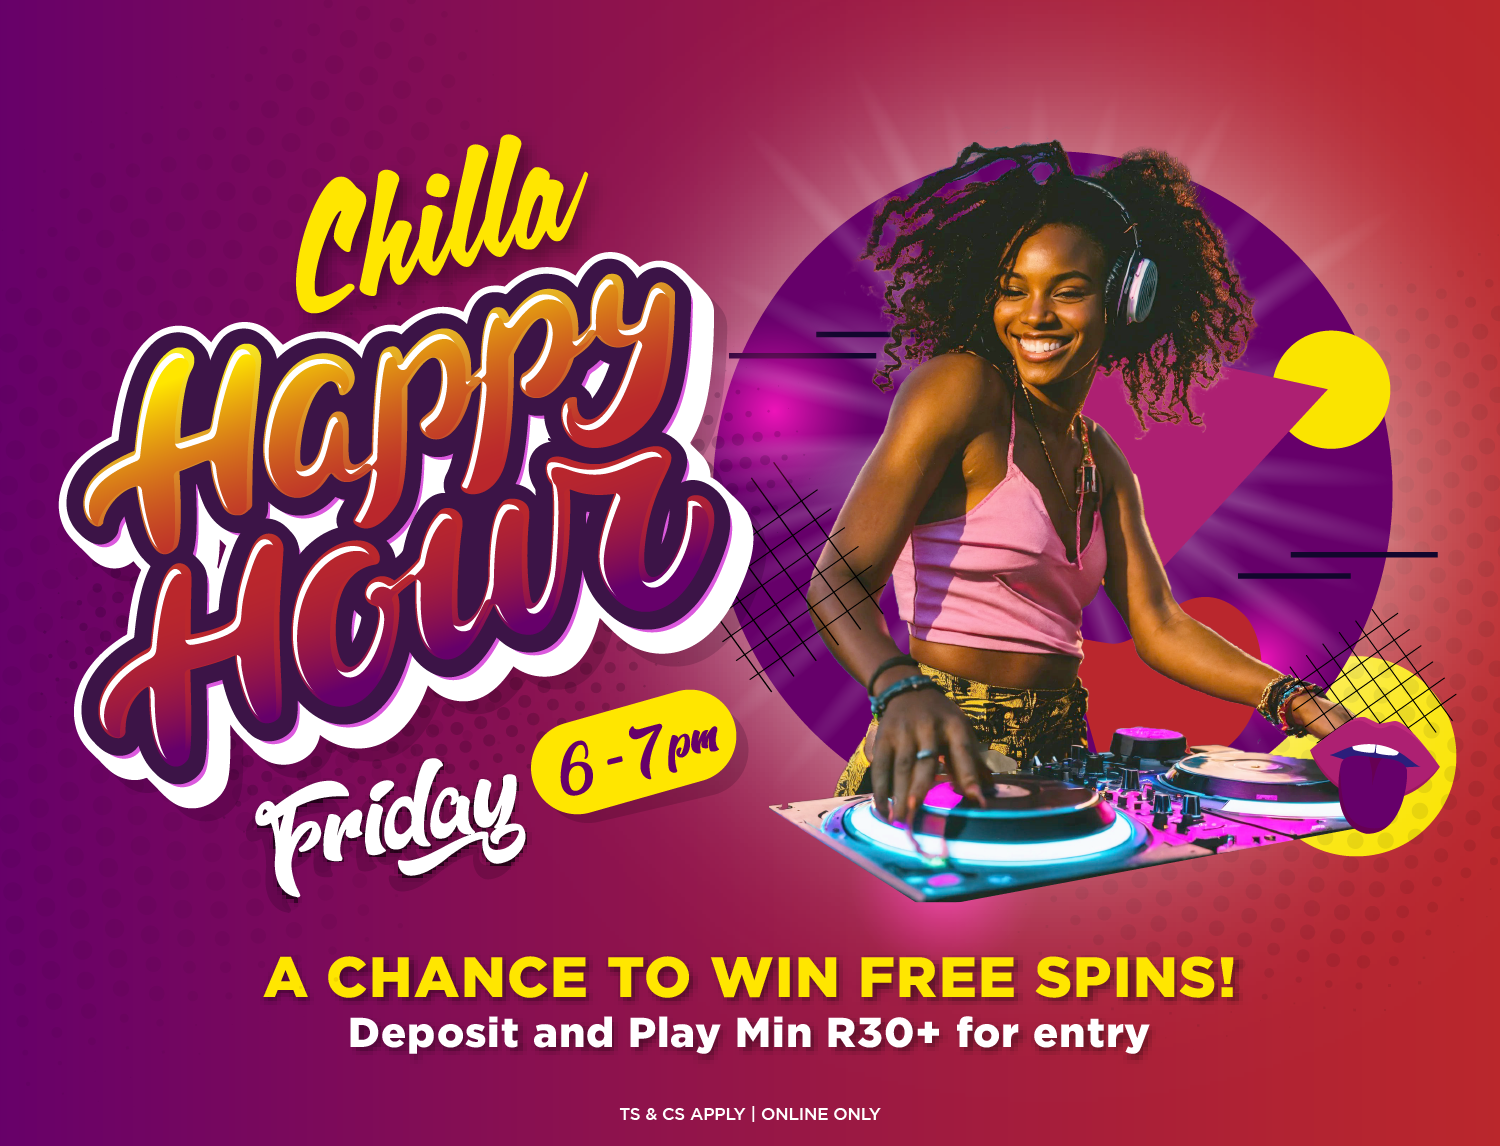 Chilla
Happy
Hour
Friday
6-7pm
A CHANCE TO WIN FREE SPINS!
Deposit and Play Min R30+ for entry
TS & CS APPLY | ONLINE ONLY